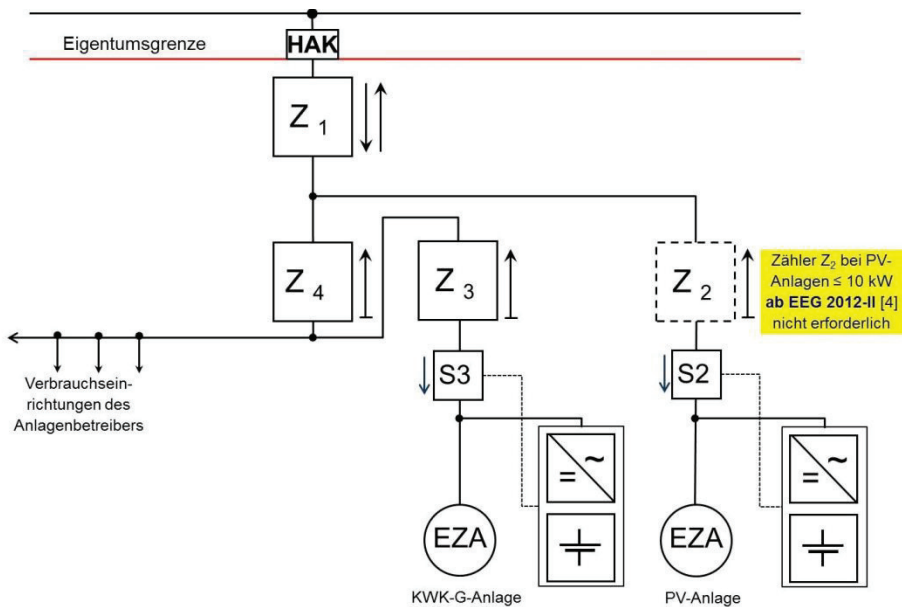 Eigentumsgrenze
HAK
Z 1
Z 4
Z 3
Z 2
Zähler Z2 bei PV-
Anlagen ≤ 10 kW
ab EEG 2012-II [4]
nicht erforderlich
Verbrauchsein-
richtungen des
Anlagenbetreibers
S3
S2
= ~
= ~
EZA
EZA
KWK-G-Anlage
PV-Anlage